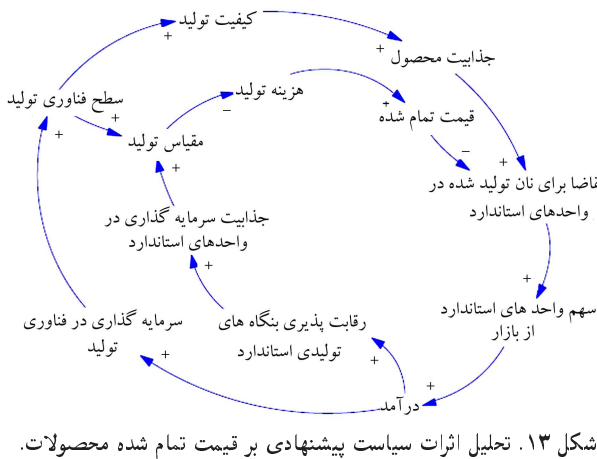 کیفیت تولید
+
+
جذابیت محصول
سطح فناوری تولید
+
+
هزینه تولید
−
+
قیمت تمام شده
مقیاس تولید
+
−
+
قاضا برای نان تولید شده در
واحدهای استاندارد
جذابیت سرمایه گذاری در
واحدهای استاندارد
+
+
سهم واحد های استاندارد
از بازار
رقابت پذیری بنگاه های
تولیدی استاندارد
سرمایه گذاری در فناوری
تولید
+
+
+
درآمد
شکل ۱۳. تحلیل اثرات سیاست پیشنهادی بر قیمت تمام شده محصولات.